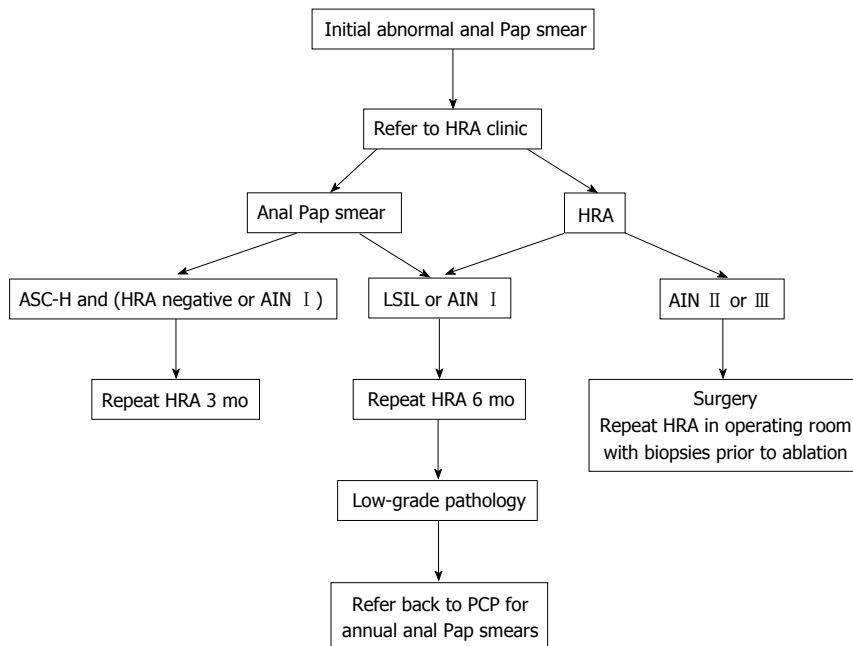 Initial abnormal anal Pap smear
Refer to HRA clinic
Anal Pap smear
HRA
ASC-H and (HRA negative or AIN Ⅰ)
LSIL or AIN Ⅰ
AIN Ⅱ or Ⅲ
Repeat HRA 3 mo
Repeat HRA 6 mo
Surgery
Repeat HRA in operating room
with biopsies prior to ablation
Low-grade pathology
Refer back to PCP for
annual anal Pap smears